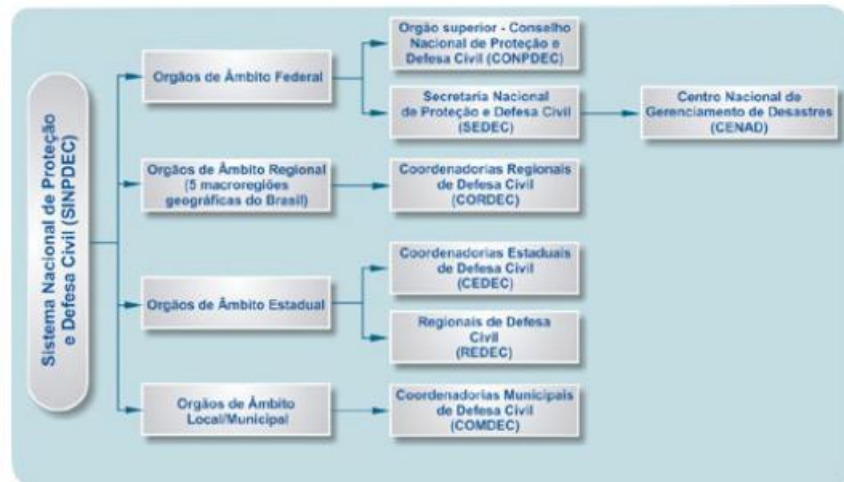 Sistema Nacional de Proteção
e Defesa Civil (SINPDEC)
Orgãos de Âmbito Federal
Orgão superior - Conselho
Nacional de Proteção e
Defesa Civil (CONPDEC)
Secretaria Nacional
de Proteção e Defesa Civil
(SEDEC)
Centro Nacional de
Gerenciamento de Desastres
(CENAD)
Orgãos de Âmbito Regional
(5 macroregiões
geográficas do Brasil)
Coordenadorias Regionais
de Defesa Civil
(CORDEC)
Orgãos de Âmbito Estadual
Coordenadorias Estaduais
de Defesa Civil
(CEDEC)
Regionais de Defesa
Civil
(REDEC)
Orgãos de Âmbito
Local/Municipal
Coordenadorias Municipais
de Defesa Civil
(COMDEC)